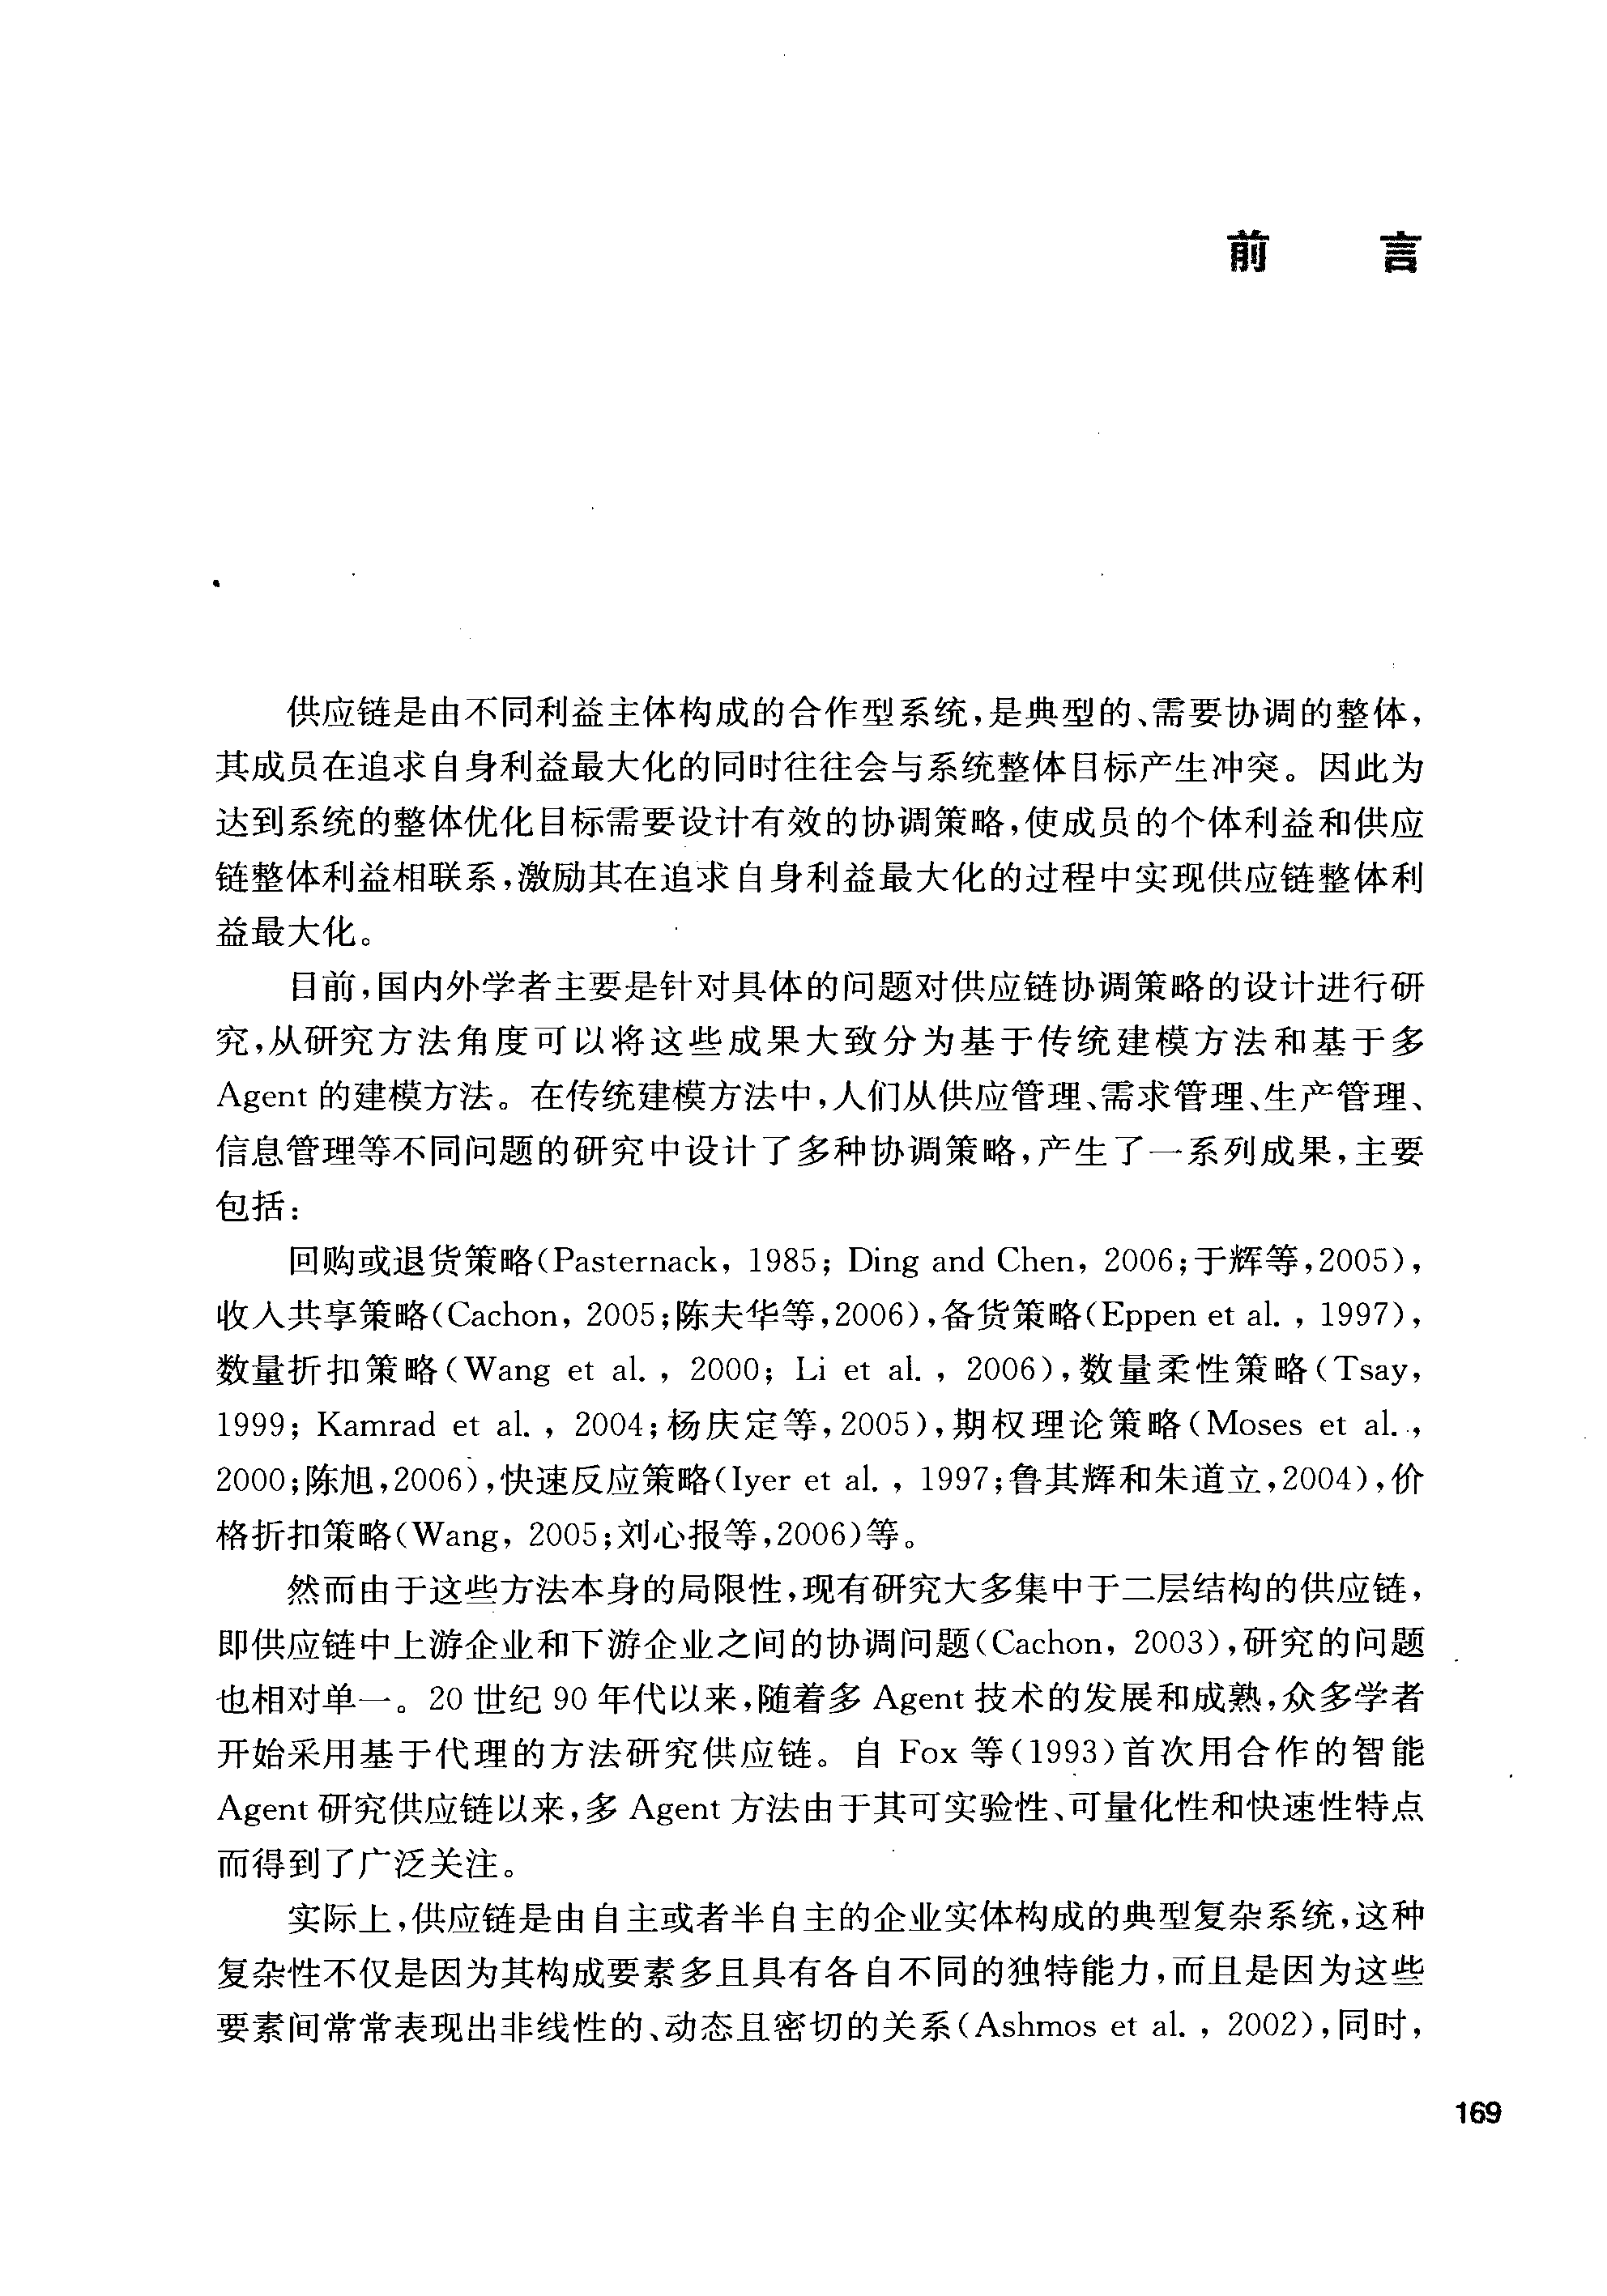 前 言
供应链是由不同利益主体构成的合作型系统,是典型的、需要协调的整体,
其成员在追求自身利益最大化的同时往往会与系统整体目标产生冲突。因此为
达到系统的整体优化目标需要设计有效的协调策略,使成员的个体利益和供应
链整体利益相联系,激励其在追求自身利益最大化的过程中实现供应链整体利
益最大化。
目前,国内外学者主要是针对具体的问题对供应链协调策略的设计进行研
究,从研究方法角度可以将这些成果大致分为基于传统建模方法和基于多
Agent 的建模方法。在传统建模方法中,人们从供应管理、需求管理、生产管理、
信息管理等不同问题的研究中设计了多种协调策略,产生了一系列成果,主要
包括:
回购或退货策略(Pasternack, 1985; Ding and Chen, 2006;于辉等,2005),
收入共享策略(Cachon, 2005;陈夫华等,2006),备货策略(Eppen et al., 1997),
数量折扣策略(Wang et al., 2000; Li et al., 2006),数量柔性策略(Tsay,
1999; Kamrad et al., 2004;杨庆定等,2005),期权理论策略(Moses et al.,
2000;陈旭,2006),快速反应策略(Iyer et al., 1997;鲁其辉和朱道立,2004),价
格折扣策略(Wang, 2005;刘心报等,2006)等。
然而由于这些方法本身的局限性,现有研究大多集中于二层结构的供应链,
即供应链中上游企业和下游企业之间的协调问题(Cachon, 2003),研究的问题
也相对单一。20 世纪 90 年代以来,随着多 Agent 技术的发展和成熟,众多学者
开始采用基于代理的方法研究供应链。自 Fox 等(1993)首次用合作的智能
Agent 研究供应链以来,多 Agent 方法由于其可实验性、可量化性和快速性特点
而得到了广泛关注。
实际上,供应链是由自主或者半自主的企业实体构成的典型复杂系统,这种
复杂性不仅是因为其构成要素多且具有各自不同的独特能力,而且是因为这些
要素间常常表现出非线性的、动态且密切的关系(Ashmos et al., 2002),同时,
169